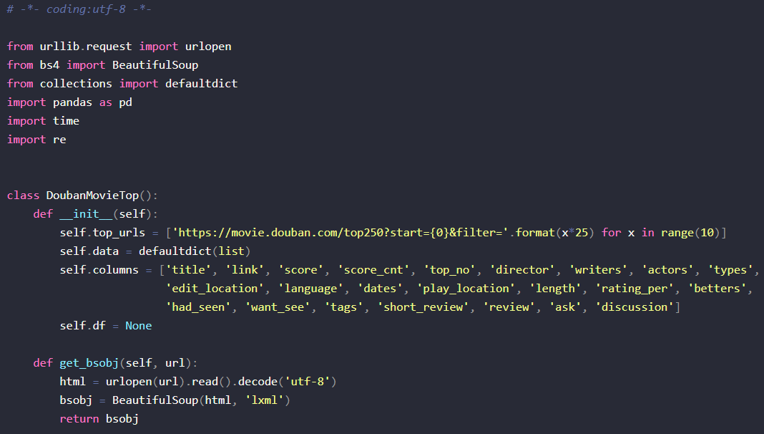 # -*- coding:utf-8 -*-
from urllib.request import urlopen
from bs4 import BeautifulSoup
from collections import defaultdict
import pandas as pd
import time
import re
class DoubanMovieTop():
    def __init__(self):
        self.top_urls = ['https://movie.douban.com/top250?start={0}&filter='.format(x*25) for x in range(10)]
        self.data = defaultdict(list)
        self.columns = ['title', 'link', 'score', 'score_cnt', 'top_no', 'director', 'writers', 'actors', 'types',
                        'edit_location', 'language', 'dates', 'play_location', 'length', 'rating_per', 'betters',
                        'had_seen', 'want_see', 'tags', 'short_review', 'review', 'ask', 'discussion']
        self.df = None
    def get_bsobj(self, url):
        html = urlopen(url).read().decode('utf-8')
        bsobj = BeautifulSoup(html, 'lxml')
        return bsobj